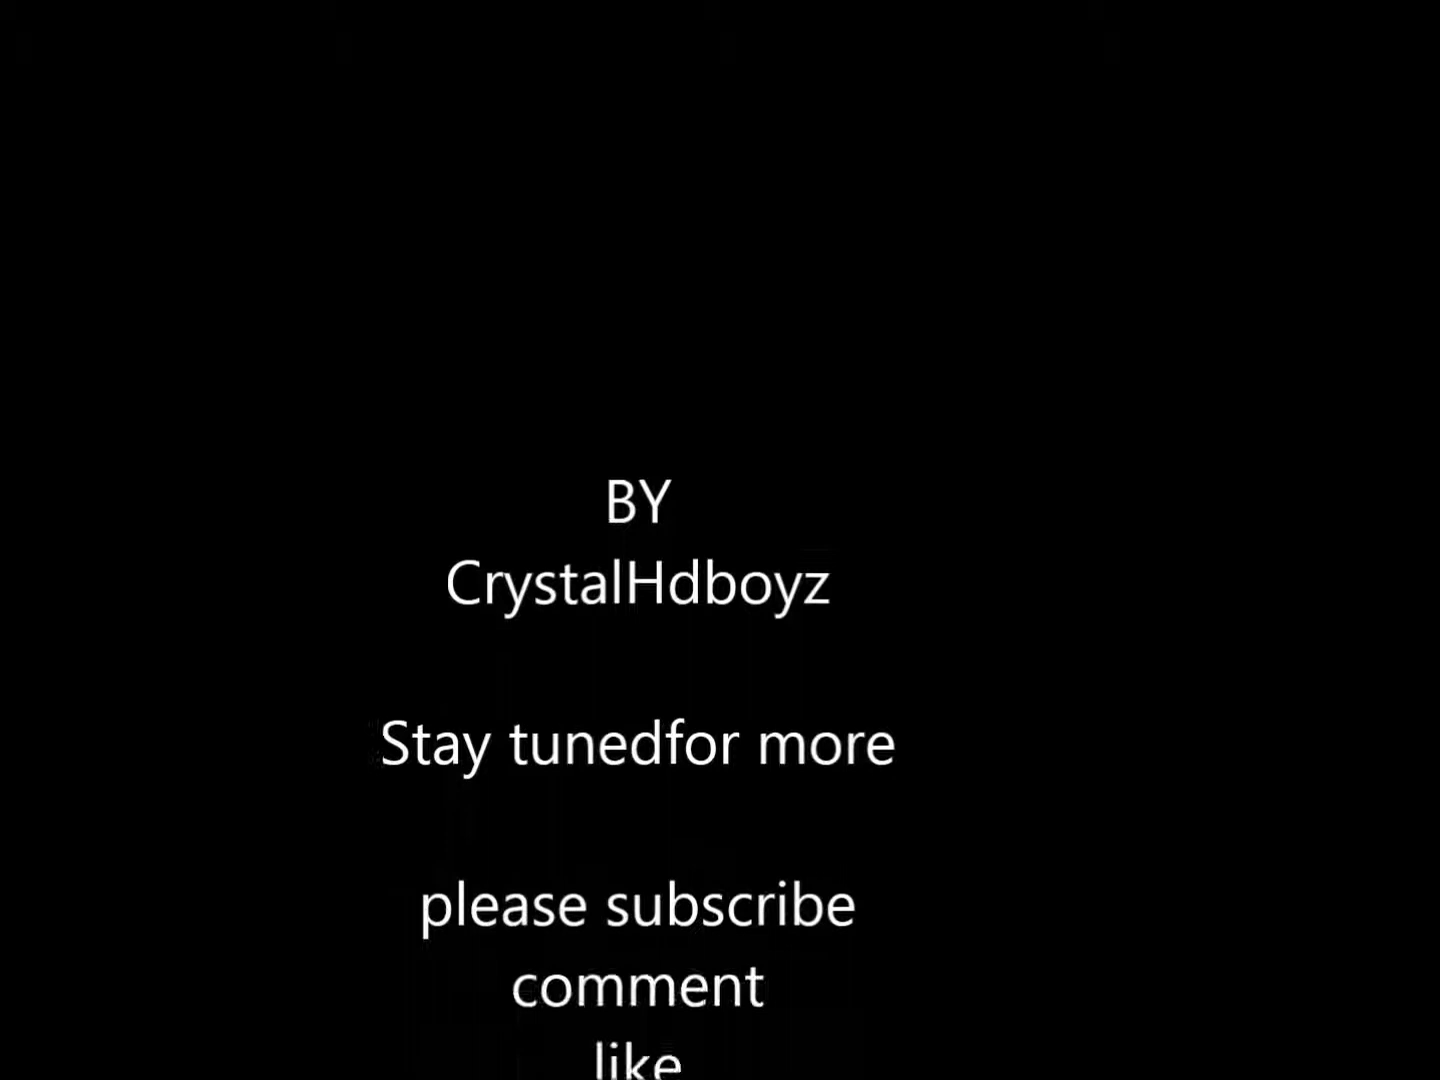 BY
CrystalHdboyz
Stay tunedfor more
please subscribe
comment
like